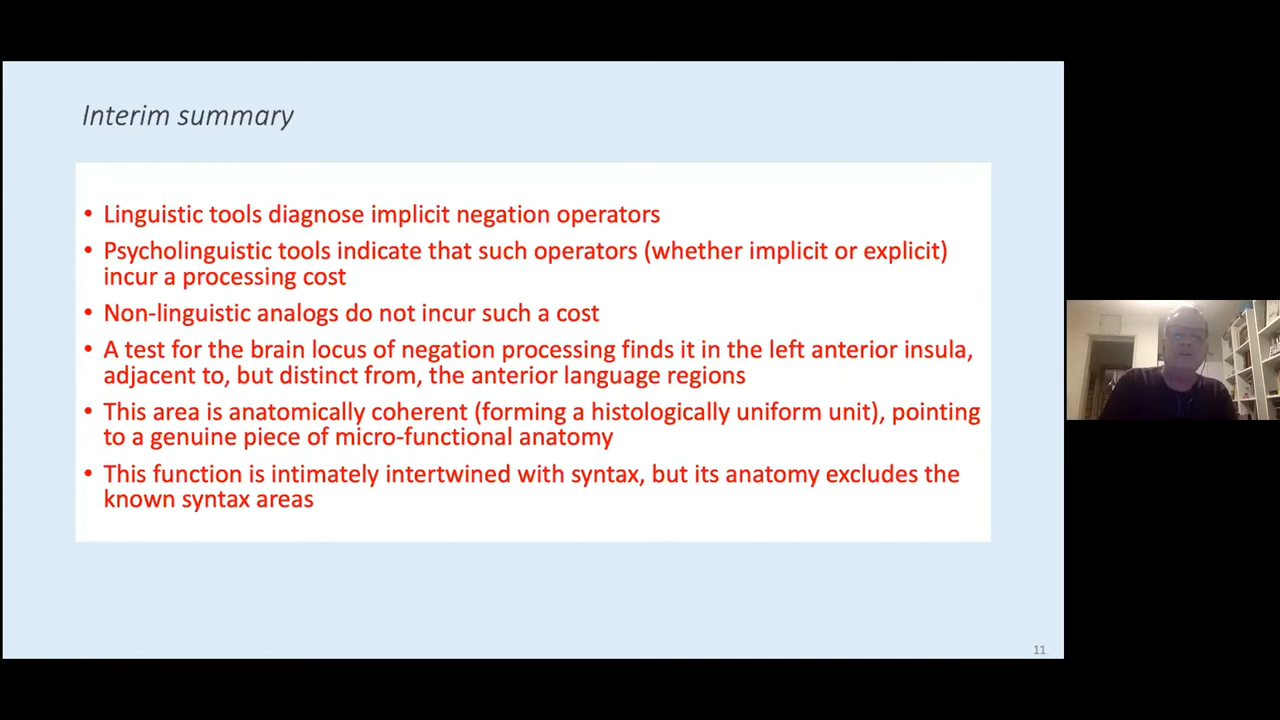 Interim summary
• Linguistic tools diagnose implicit negation operators
• Psycholinguistic tools indicate that such operators (whether implicit or explicit)
incur a processing cost
• Non-linguistic analogs do not incur such a cost
• A test for the brain locus of negation processing finds it in the left anterior insula,
adjacent to, but distinct from, the anterior language regions
• This area is anatomically coherent (forming a histologically uniform unit), pointing
to a genuine piece of micro-functional anatomy
• This function is intimately intertwined with syntax, but its anatomy excludes the
known syntax areas
11